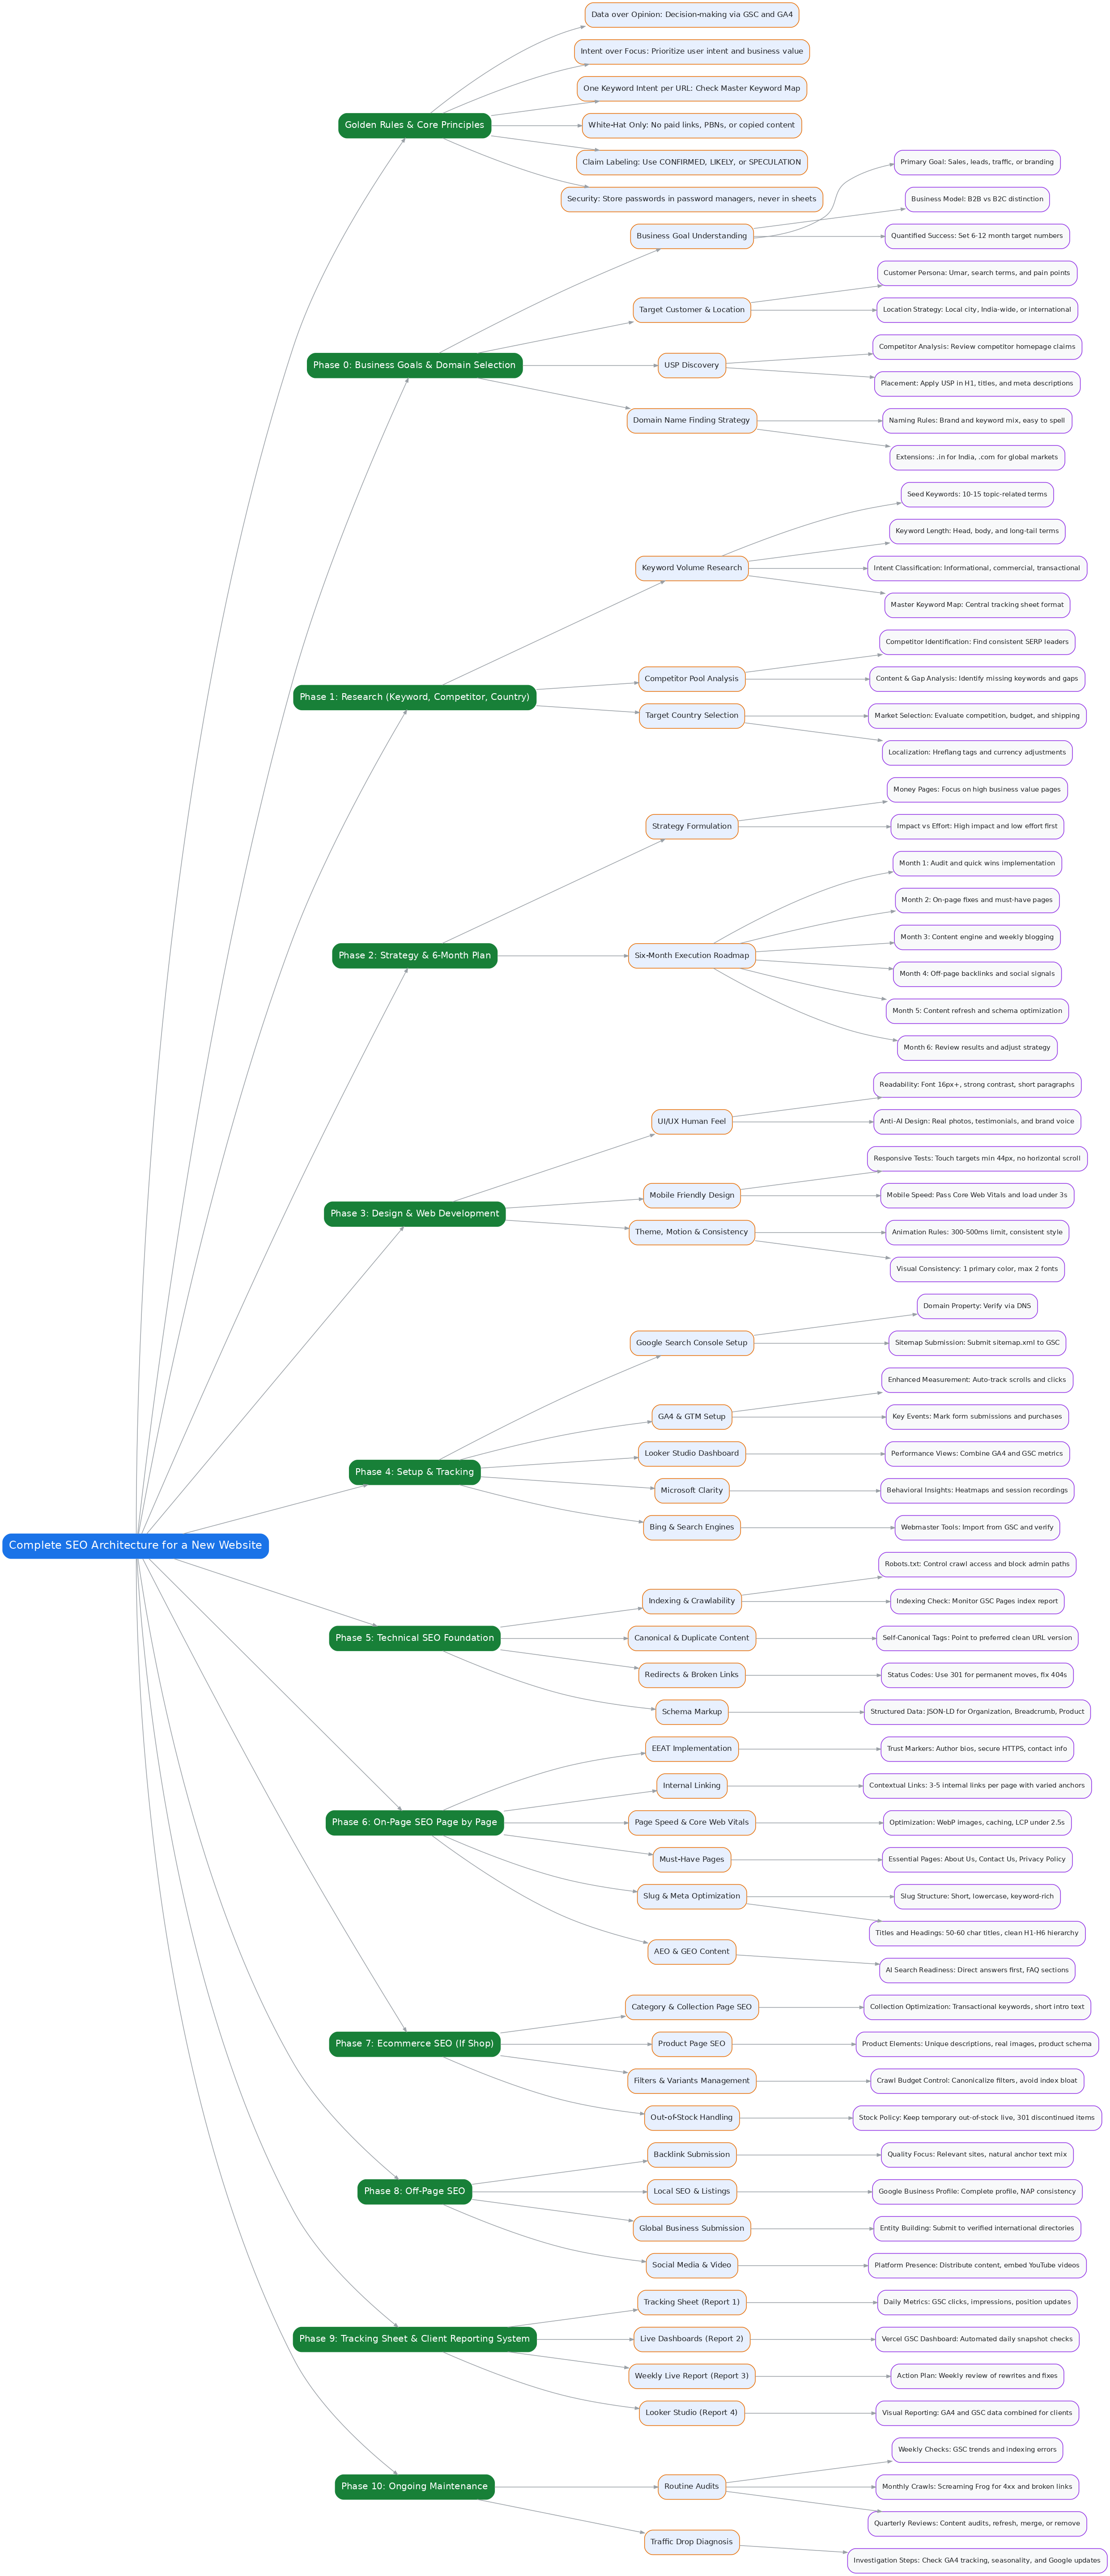 Complete SEO Architecture for a New Website
Golden Rules & Core Principles
Data over Opinion: Decision-making via GSC and GA4
Intent over Focus: Prioritize user intent and business value
One Keyword Intent per URL: Check Master Keyword Map
White-Hat Only: No paid links, PBNs, or copied content
Claim Labeling: Use CONFIRMED, LIKELY, or SPECULATION
Security: Store passwords in password managers, never in sheets
Phase 0: Business Goals & Domain Selection
Business Goal Understanding
Primary Goal: Sales, leads, traffic, or branding
Business Model: B2B vs B2C distinction
Quantified Success: Set 6-12 month target numbers
Target Customer & Location
Customer Persona: Umar, search terms, and pain points
Location Strategy: Local city, India-wide, or international
USP Discovery
Competitor Analysis: Review competitor homepage claims
Placement: Apply USP in H1, titles, and meta descriptions
Domain Name Finding Strategy
Naming Rules: Brand and keyword mix, easy to spell
Extensions: .in for India, .com for global markets
Phase 1: Research (Keyword, Competitor, Country)
Keyword Volume Research
Seed Keywords: 10-15 topic-related terms
Keyword Length: Head, body, and long-tail terms
Intent Classification: Informational, commercial, transactional
Master Keyword Map: Central tracking sheet format
Competitor Pool Analysis
Competitor Identification: Find consistent SERP leaders
Content & Gap Analysis: Identify missing keywords and gaps
Target Country Selection
Market Selection: Evaluate competition, budget, and shipping
Localization: Hreflang tags and currency adjustments
Phase 2: Strategy & 6-Month Plan
Strategy Formulation
Money Pages: Focus on high business value pages
Impact vs Effort: High impact and low effort first
Six-Month Execution Roadmap
Month 1: Audit and quick wins implementation
Month 2: On-page fixes and must-have pages
Month 3: Content engine and weekly blogging
Month 4: Off-page backlinks and social signals
Month 5: Content refresh and schema optimization
Month 6: Review results and adjust strategy
Phase 3: Design & Web Development
UI/UX Human Feel
Readability: Font 16px+, strong contrast, short paragraphs
Anti-AI Design: Real photos, testimonials, and brand voice
Mobile Friendly Design
Responsive Tests: Touch targets min 44px, no horizontal scroll
Mobile Speed: Pass Core Web Vitals and load under 3s
Theme, Motion & Consistency
Animation Rules: 300-500ms limit, consistent style
Visual Consistency: 1 primary color, max 2 fonts
Phase 4: Setup & Tracking
Google Search Console Setup
Domain Property: Verify via DNS
Sitemap Submission: Submit sitemap.xml to GSC
GA4 & GTM Setup
Enhanced Measurement: Auto-track scrolls and clicks
Key Events: Mark form submissions and purchases
Looker Studio Dashboard
Performance Views: Combine GA4 and GSC metrics
Microsoft Clarity
Behavioral Insights: Heatmaps and session recordings
Bing & Search Engines
Webmaster Tools: Import from GSC and verify
Phase 5: Technical SEO Foundation
Indexing & Crawlability
Robots.txt: Control crawl access and block admin paths
Indexing Check: Monitor GSC Pages index report
Canonical & Duplicate Content
Self-Canonical Tags: Point to preferred clean URL version
Redirects & Broken Links
Status Codes: Use 301 for permanent moves, fix 404s
Schema Markup
Structured Data: JSON-LD for Organization, Breadcrumb, Product
Phase 6: On-Page SEO Page by Page
EEAT Implementation
Trust Markers: Author bios, secure HTTPS, contact info
Internal Linking
Contextual Links: 3-5 internal links per page with varied anchors
Page Speed & Core Web Vitals
Optimization: WebP images, caching, LCP under 2.5s
Must-Have Pages
Essential Pages: About Us, Contact Us, Privacy Policy
Slug & Meta Optimization
Slug Structure: Short, lowercase, keyword-rich
Titles and Headings: 50-60 char titles, clean H1-H6 hierarchy
AEO & GEO Content
AI Search Readiness: Direct answers first, FAQ sections
Phase 7: Ecommerce SEO (If Shop)
Category & Collection Page SEO
Collection Optimization: Transactional keywords, short intro text
Product Page SEO
Product Elements: Unique descriptions, real images, product schema
Filters & Variants Management
Crawl Budget Control: Canonicalize filters, avoid index bloat
Out-of-Stock Handling
Stock Policy: Keep temporary out-of-stock live, 301 discontinued items
Phase 8: Off-Page SEO
Backlink Submission
Quality Focus: Relevant sites, natural anchor text mix
Local SEO & Listings
Google Business Profile: Complete profile, NAP consistency
Global Business Submission
Entity Building: Submit to verified international directories
Social Media & Video
Platform Presence: Distribute content, embed YouTube videos
Phase 9: Tracking Sheet & Client Reporting System
Tracking Sheet (Report 1)
Daily Metrics: GSC clicks, impressions, position updates
Live Dashboards (Report 2)
Vercel GSC Dashboard: Automated daily snapshot checks
Weekly Live Report (Report 3)
Action Plan: Weekly review of rewrites and fixes
Looker Studio (Report 4)
Visual Reporting: GA4 and GSC data combined for clients
Phase 10: Ongoing Maintenance
Routine Audits
Weekly Checks: GSC trends and indexing errors
Monthly Crawls: Screaming Frog for 4xx and broken links
Quarterly Reviews: Content audits, refresh, merge, or remove
Traffic Drop Diagnosis
Investigation Steps: Check GA4 tracking, seasonality, and Google updates